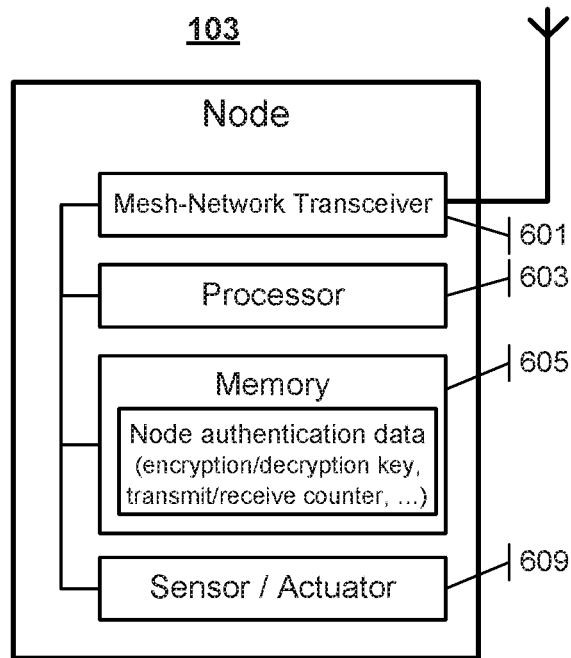 103
Node
Mesh-Network Transceiver
601
603
Processor
605
Memory
Node authentication data
(encryption/decryption key,
transmit/receive counter, ...)
609
Sensor / Actuator